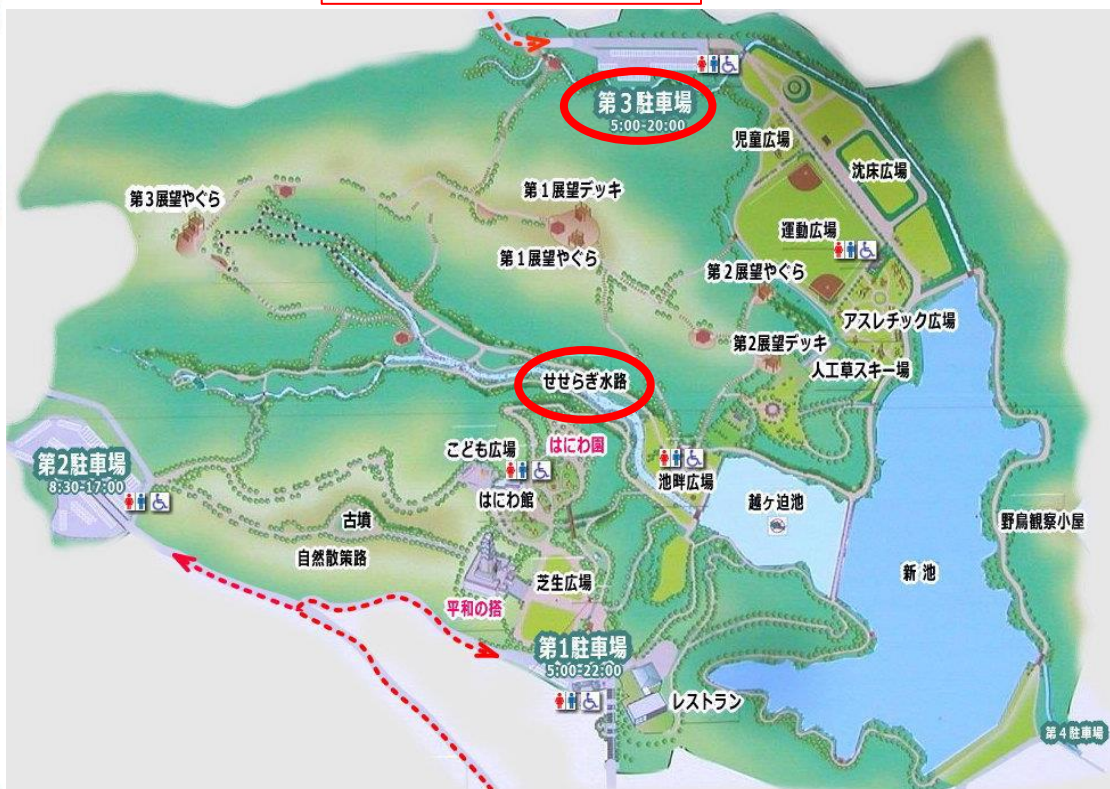 第3駐車場
5:00-20:00
児童広場
沈床広場
第3展望やぐら
第1展望デッキ
運動広場
第1展望やぐら
第2展望やぐら
アスレチック広場
第2展望デッキ
人工草スキー場
せせらぎ水路
こども広場
はにわ園
第2駐車場
8:30-17:00
池畔広場
はにわ館
越ヶ迫池
古墳
野鳥観察小屋
自然散策路
新池
芝生広場
平和の搭
第1駐車場
5:00-22:00
レストラン
第4駐車場